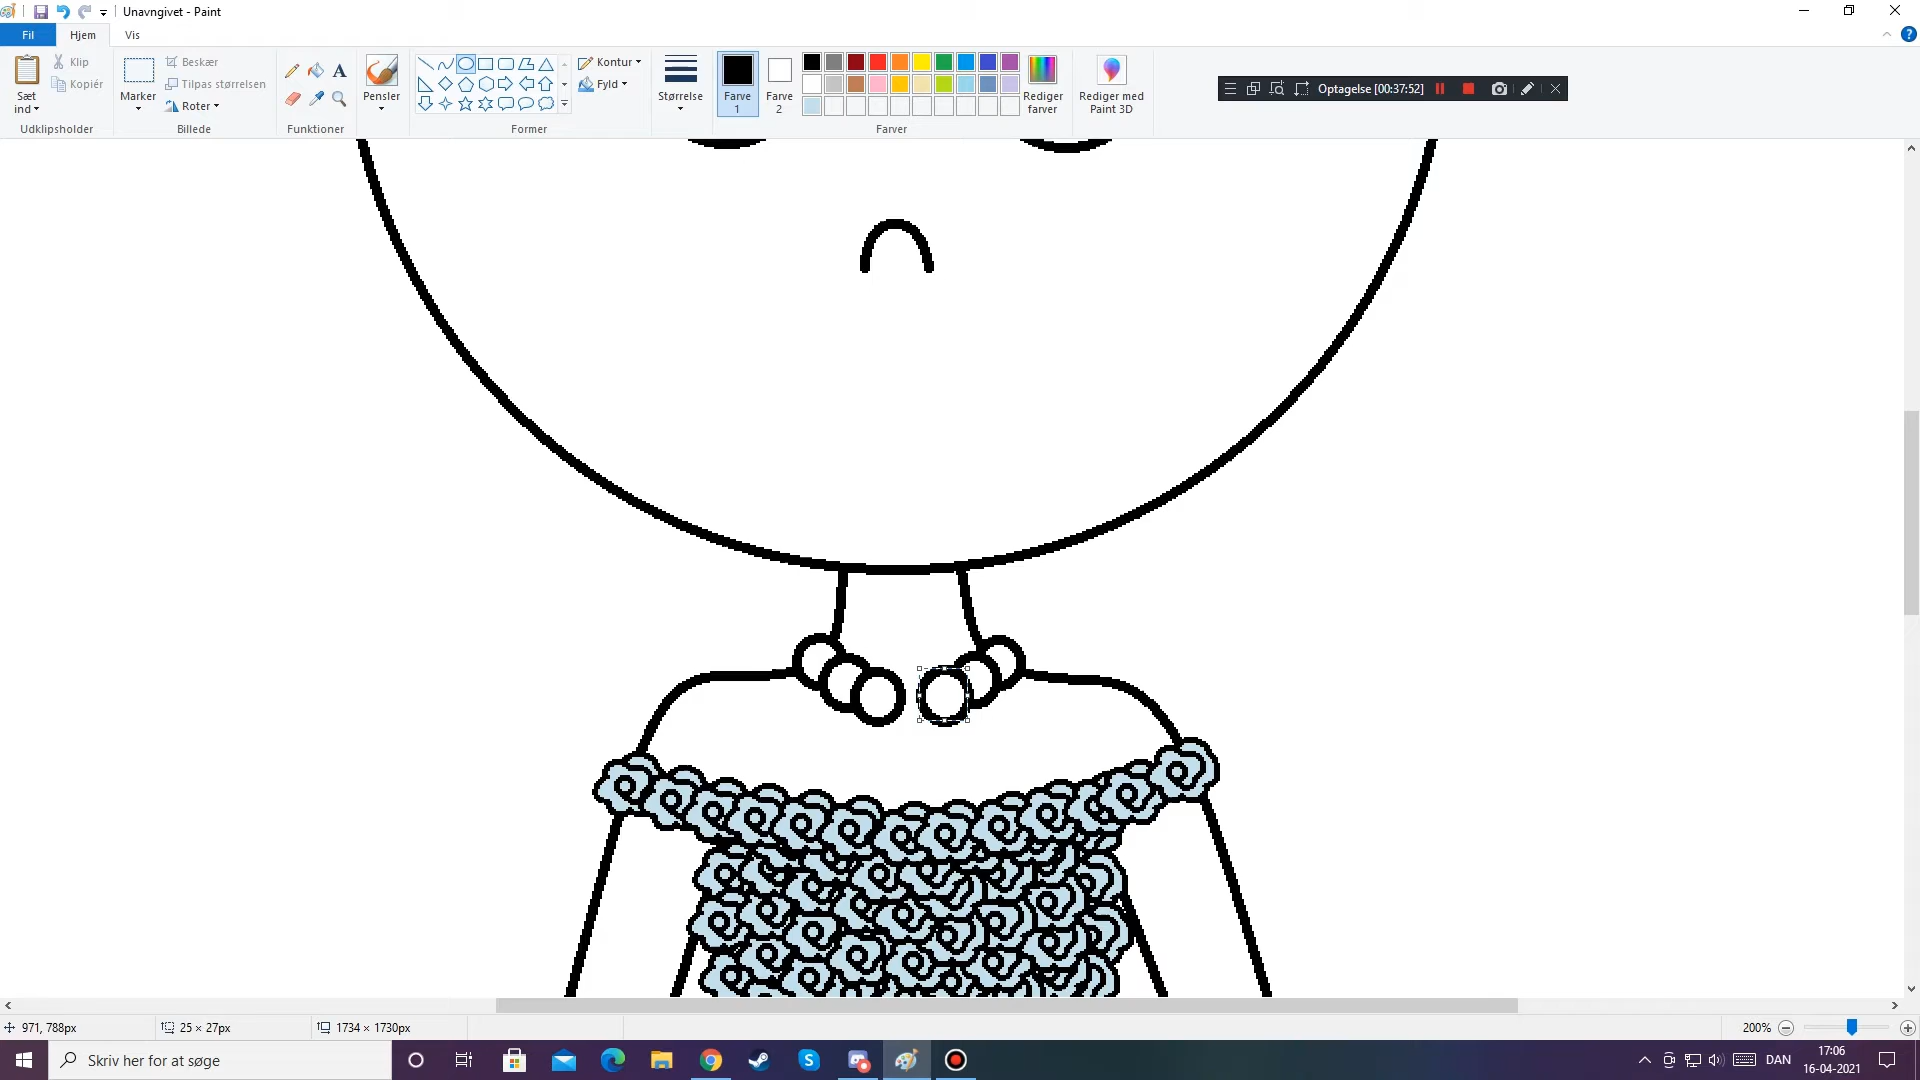 Unavngivet - Paint
Fil Hjem Vis
Sæt ind
Klip
Kopiér
Udklipsholder
Marker
Beskær
Tilpas størrelsen
Roter
Billede
A
Funktioner
Pensler
Kontur
Fyld
Former
Størrelse
Farve 1
Farve 2
Farver
Rediger farver
Rediger med Paint 3D
Optagelse [00:37:52]
971, 788px 25 × 27px 1734 × 1730px 200%
Skriv her for at søge
DAN
17:06
16-04-2021